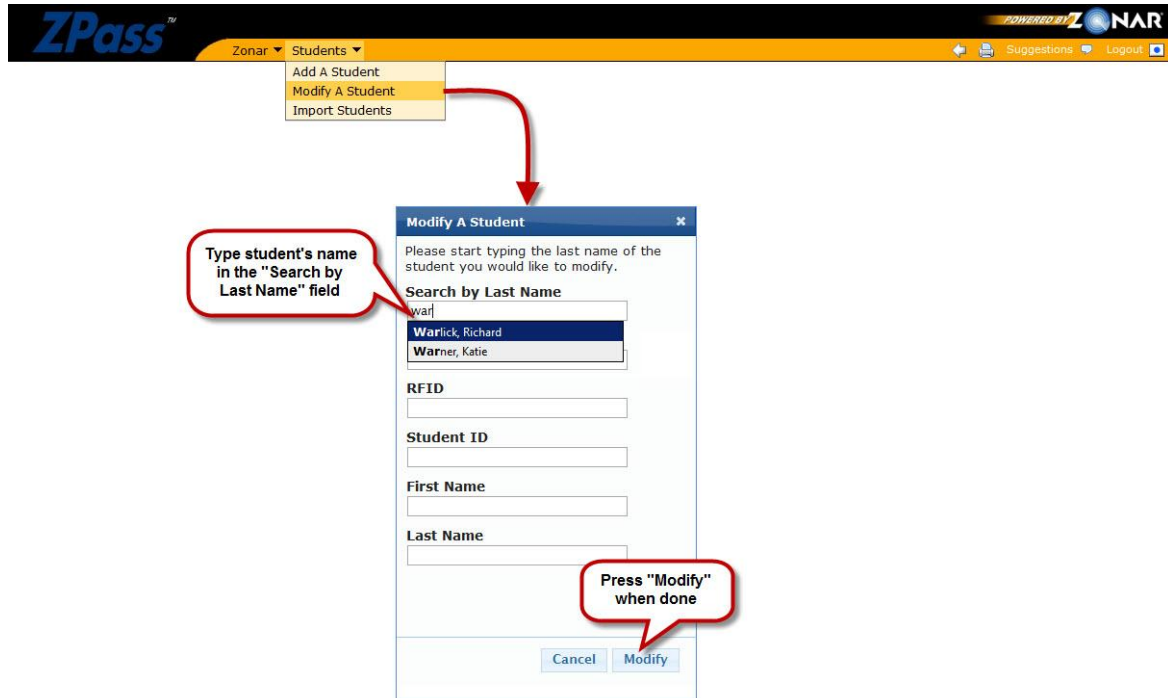 ZPass™
POWERED BY ZONAR
Zonar Students Suggestions Logout
Add A Student
Modify A Student
Import Students
Modify A Student x
Please start typing the last name of the
student you would like to modify.
Type student's name
in the "Search by
Last Name" field
Search by Last Name
war
Warlick, Richard
Warner, Katie
RFID
Student ID
First Name
Last Name
Press "Modify"
when done
Cancel Modify